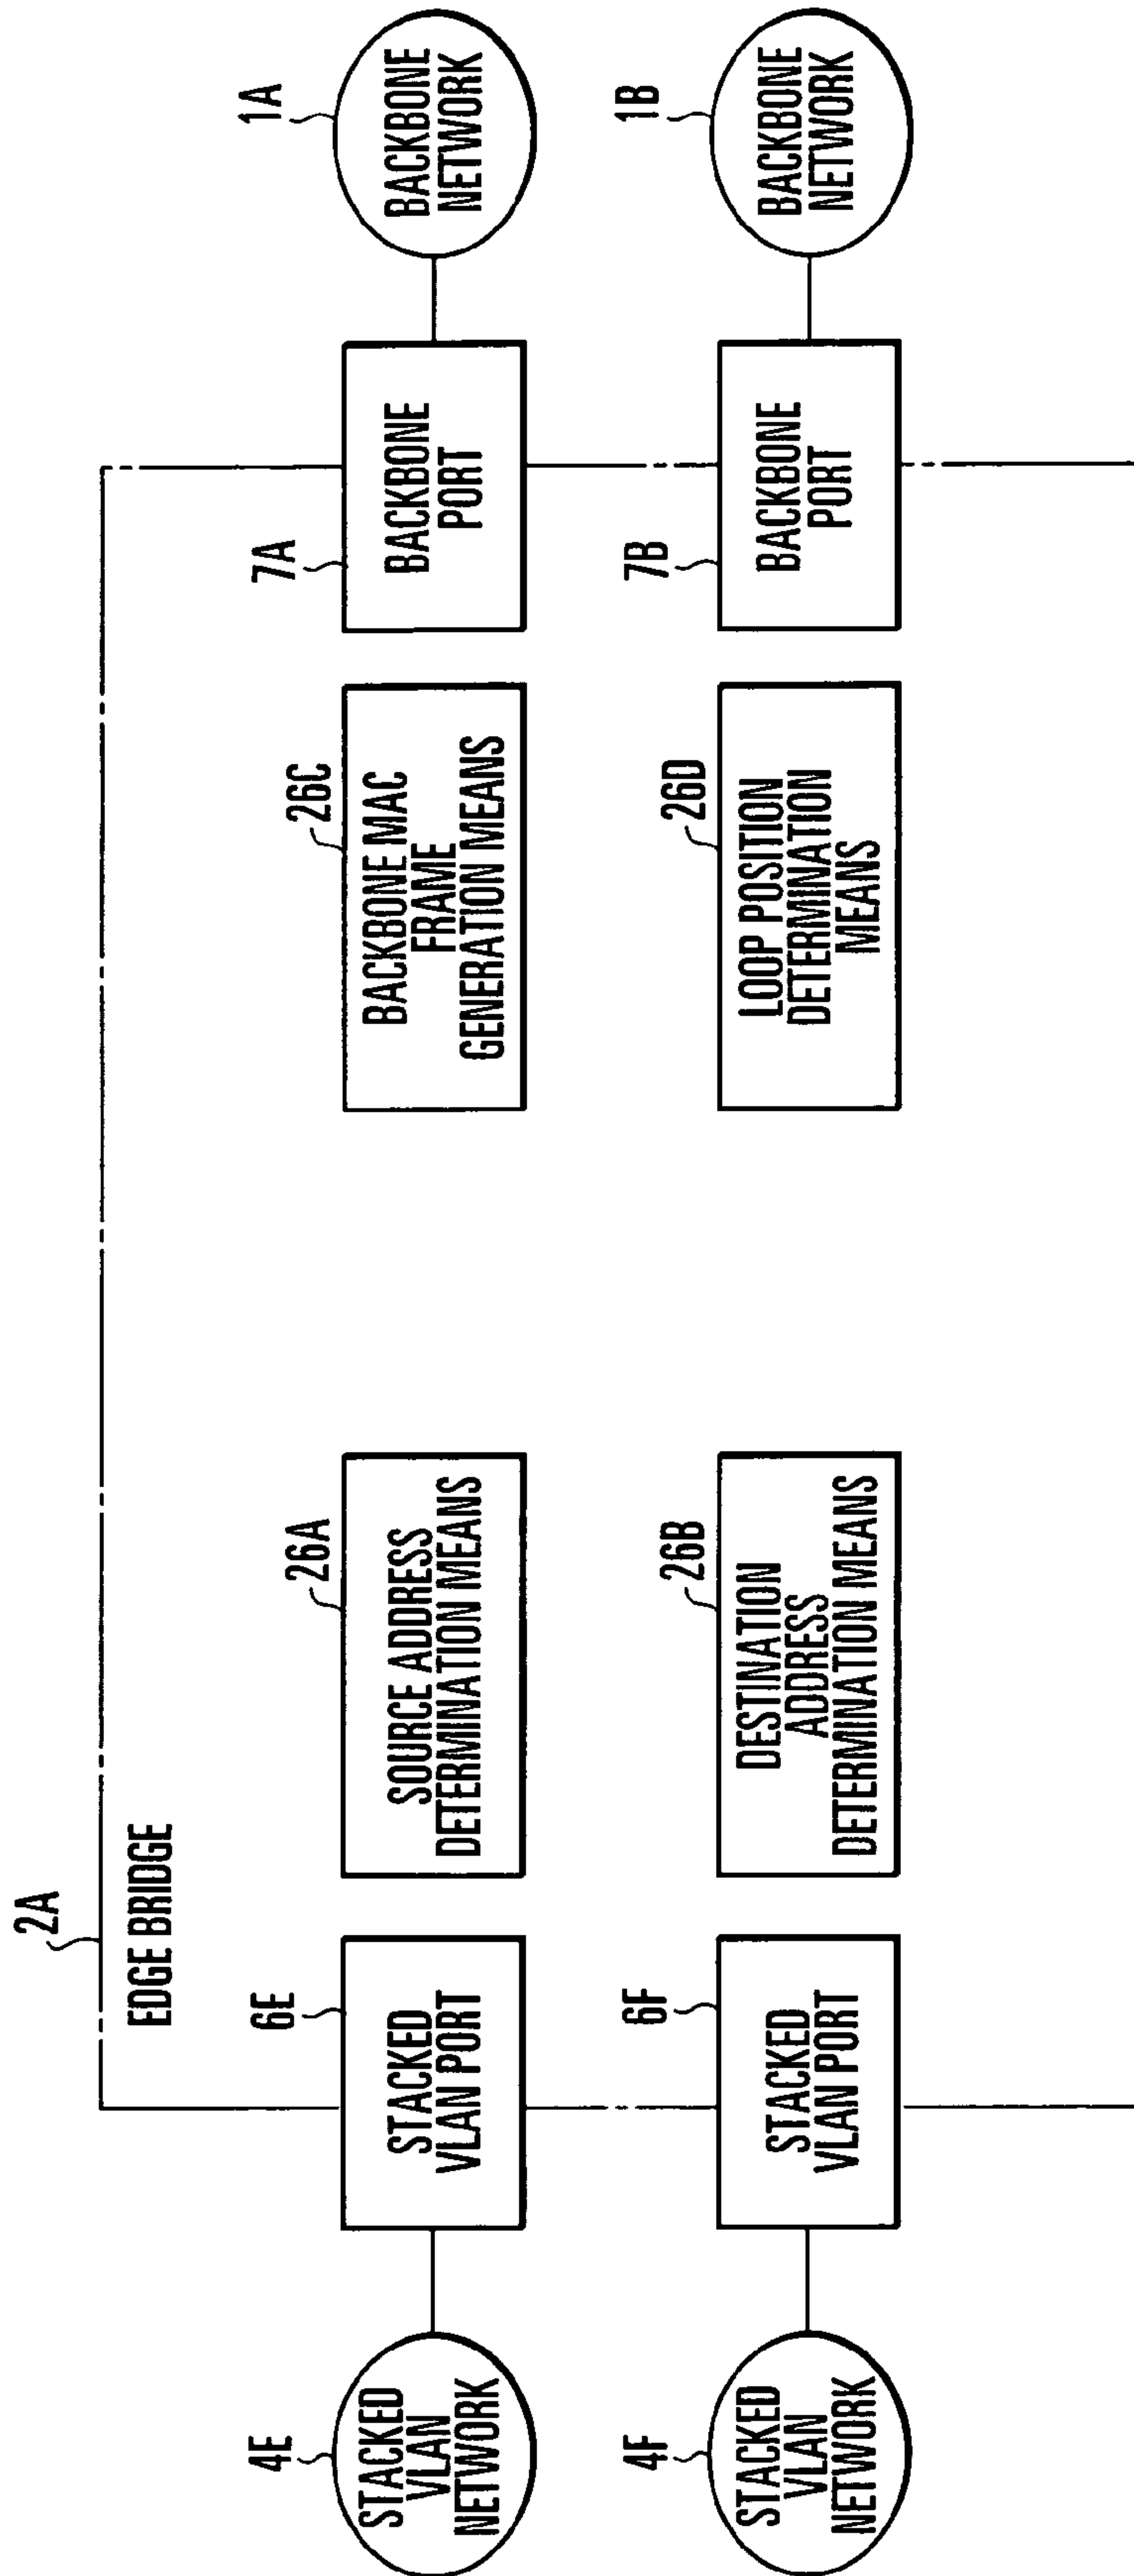 2A
EDGE BRIDGE
4E
STACKED
VLAN
NETWORK
6E
STACKED
VLAN PORT
26A
SOURCE ADDRESS
DETERMINATION MEANS
26C
BACKBONE MAC
FRAME
GENERATION MEANS
7A
BACKBONE
PORT
1A
BACKBONE
NETWORK
4F
STACKED
VLAN
NETWORK
6F
STACKED
VLAN PORT
26B
DESTINATION
ADDRESS
DETERMINATION MEANS
26D
LOOP POSITION
DETERMINATION
MEANS
7B
BACKBONE
PORT
1B
BACKBONE
NETWORK